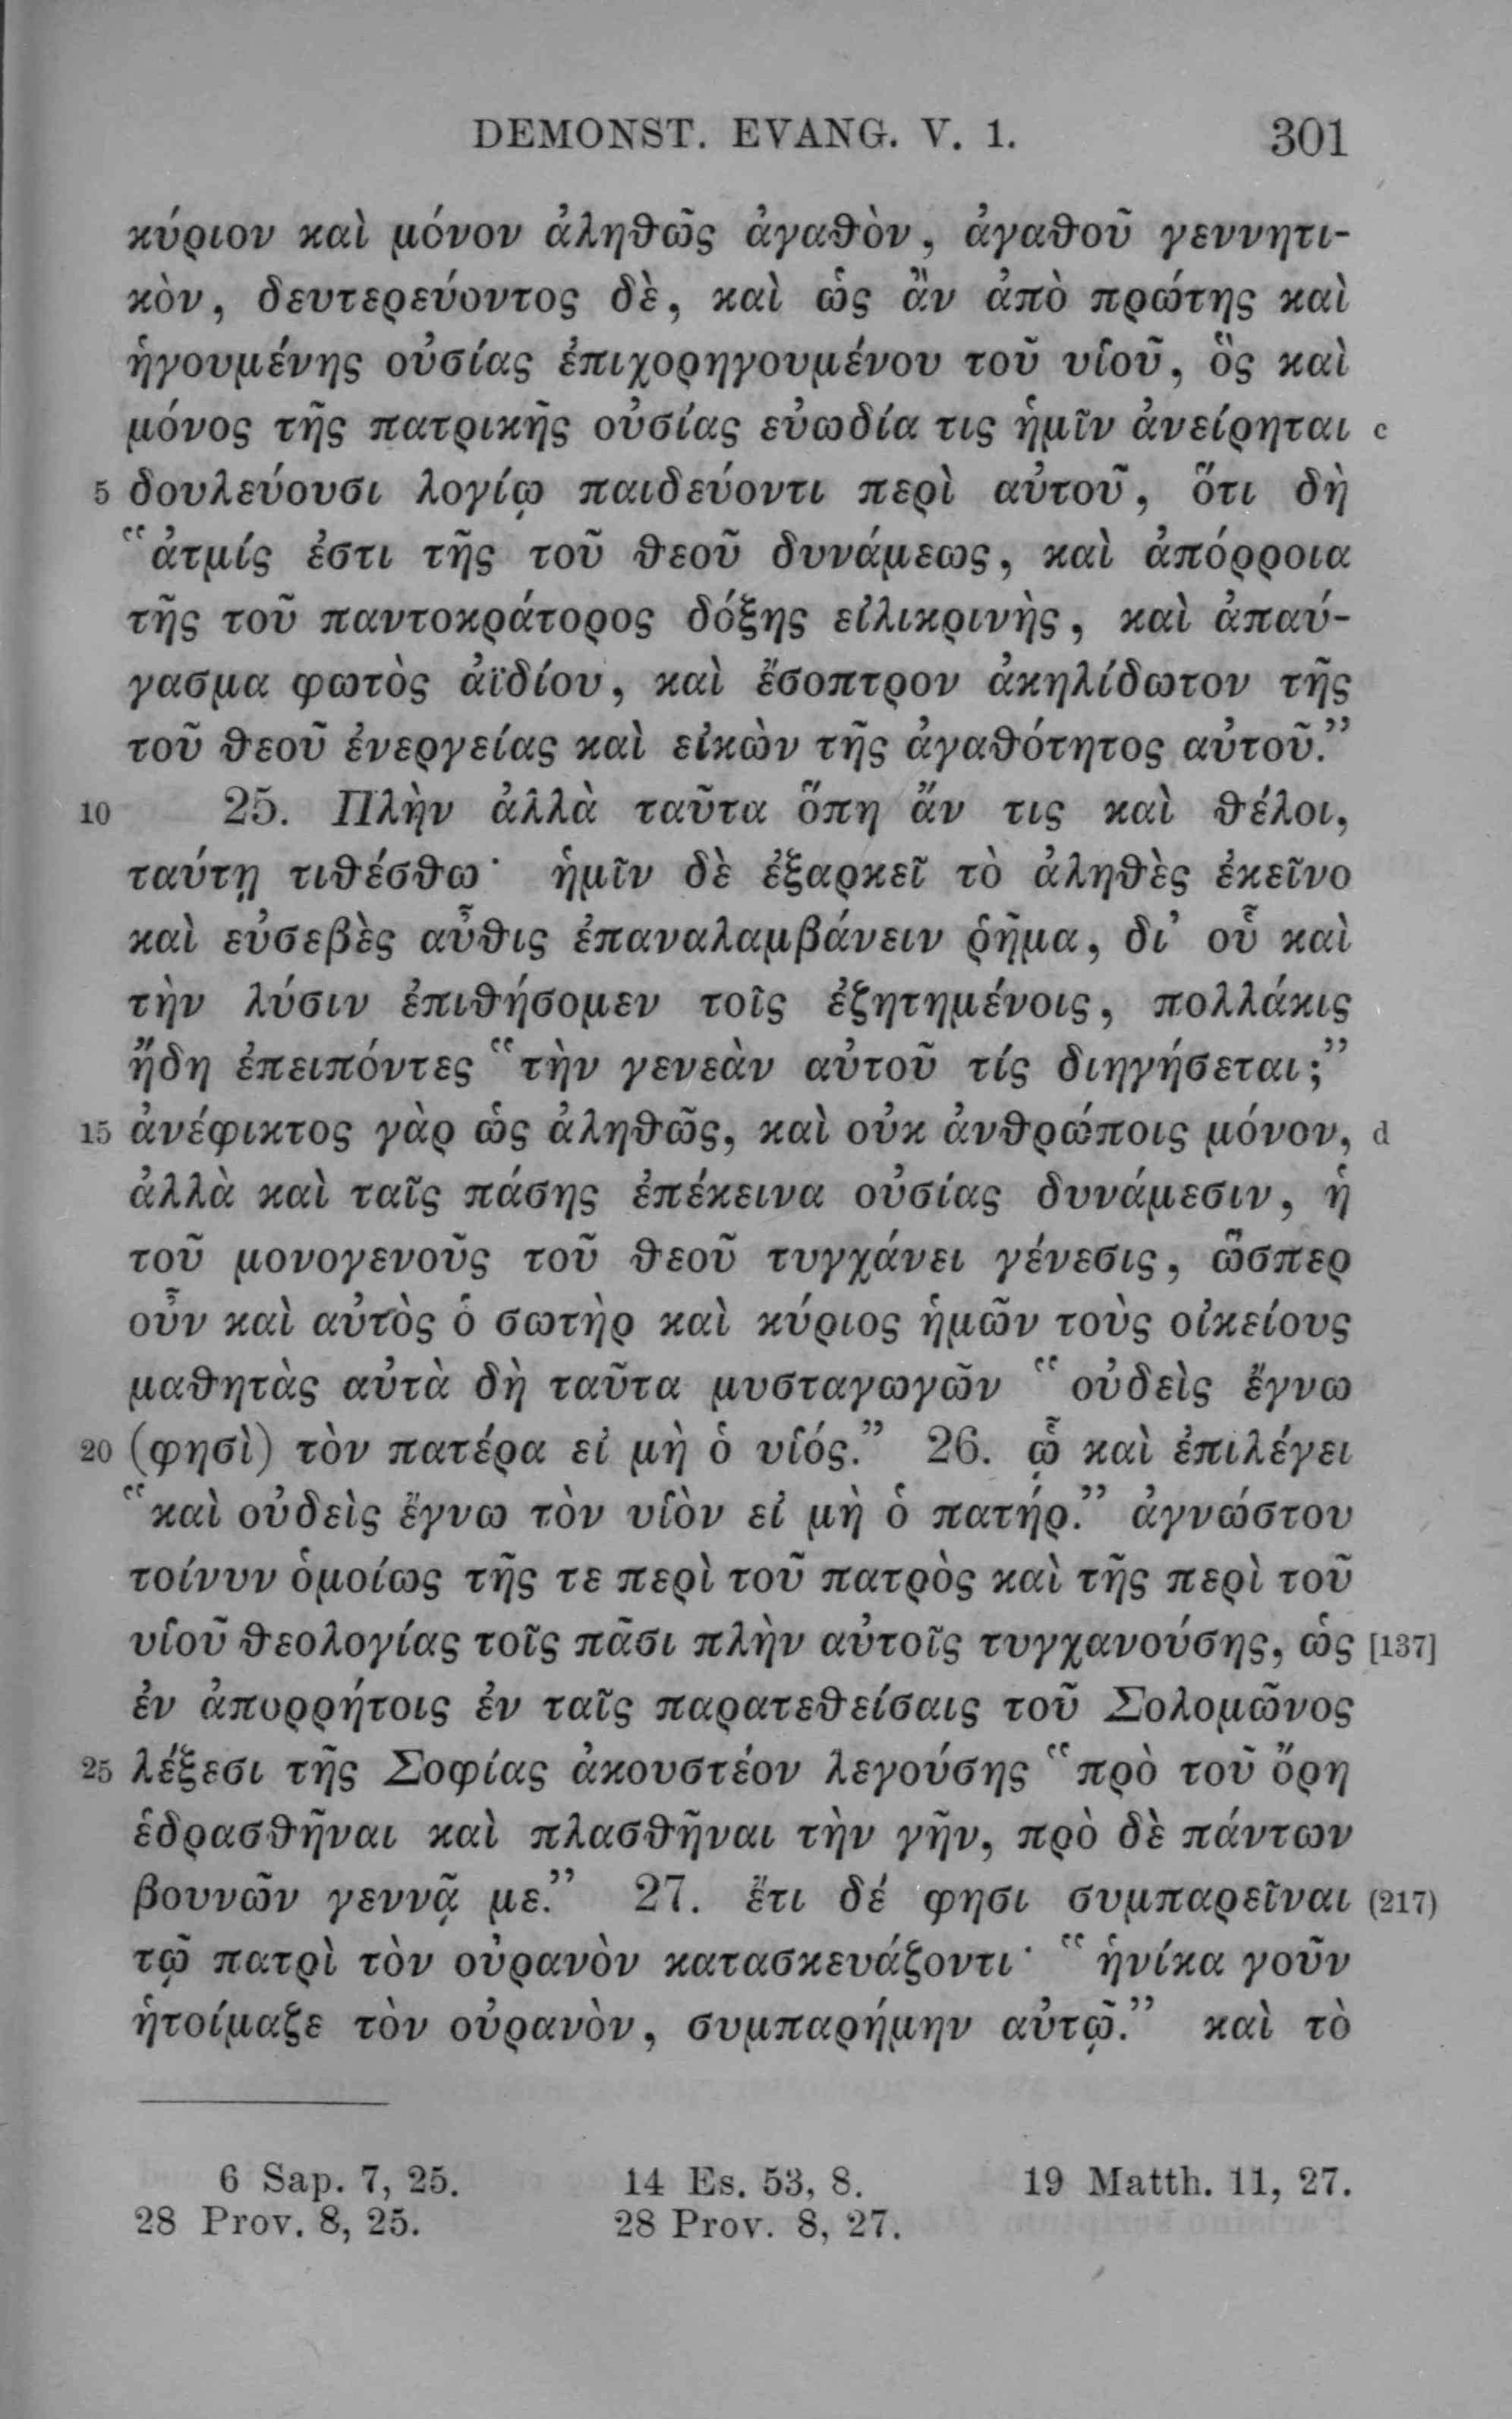 DEMONST. EVANG. V. 1. 301
κύριον καὶ μόνον ἀληθῶς ἀγαθὸν, ἀγαθοῦ γεννητι-
κὸν, δευτερεύοντος δὲ, καὶ ὡς ἂν ἀπὸ πρώτης καὶ
ἡγουμένης οὐσίας ἐπιχορηγουμένου τοῦ υἱοῦ, ὃς καὶ
μόνος τῆς πατρικῆς οὐσίας εὐωδία τις ἡμῖν ἀνείρηται c
5 δουλεύουσι λογίῳ παιδεύοντι περὶ αὐτοῦ, ὅτι δὴ
“ἀτμίς ἐστι τῆς τοῦ θεοῦ δυνάμεως, καὶ ἀπόρροια
τῆς τοῦ παντοκράτορος δόξης εἰλικρινὴς, καὶ ἀπαύ-
γασμα φωτὸς ἀϊδίου, καὶ ἔσοπτρον ἀκηλίδωτον τῆς
τοῦ θεοῦ ἐνεργείας καὶ εἰκὼν τῆς ἀγαθότητος αὐτοῦ.”
10 25. Πλὴν ἀλλὰ ταῦτα ὅπη ἄν τις καὶ θέλοι,
ταύτῃ τιθέσθω· ἡμῖν δὲ ἐξαρκεῖ τὸ ἀληθὲς ἐκεῖνο
καὶ εὐσεβὲς αὖθις ἐπαναλαμβάνειν ῥῆμα, δι’ οὗ καὶ
τὴν λύσιν ἐπιθήσομεν τοῖς ἐζητημένοις, πολλάκις
ἤδη ἐπειπόντες “τὴν γενεὰν αὐτοῦ τίς διηγήσεται;”
15 ἀνέφικτος γὰρ ὡς ἀληθῶς, καὶ οὐκ ἀνθρώποις μόνον, d
ἀλλὰ καὶ ταῖς πάσης ἐπέκεινα οὐσίας δυνάμεσιν, ἡ
τοῦ μονογενοῦς τοῦ θεοῦ τυγχάνει γένεσις, ὥσπερ
οὖν καὶ αὐτὸς ὁ σωτὴρ καὶ κύριος ἡμῶν τοὺς οἰκείους
μαθητὰς αὐτὰ δὴ ταῦτα μυσταγωγῶν “οὐδεὶς ἔγνω
20 (φησὶ) τὸν πατέρα εἰ μὴ ὁ υἱός.” 26. ᾧ καὶ ἐπιλέγει
“καὶ οὐδεὶς ἔγνω τὸν υἱὸν εἰ μὴ ὁ πατήρ.” ἀγνώστου
τοίνυν ὁμοίως τῆς τε περὶ τοῦ πατρὸς καὶ τῆς περὶ τοῦ
υἱοῦ θεολογίας τοῖς πᾶσι πλὴν αὐτοῖς τυγχανούσης, ὡς [137]
ἐν ἀπορρήτοις ἐν ταῖς παρατεθείσαις τοῦ Σολομῶνος
25 λέξεσι τῆς Σοφίας ἀκουστέον λεγούσης “πρὸ τοῦ ὄρη
ἑδρασθῆναι καὶ πλασθῆναι τὴν γῆν, πρὸ δὲ πάντων
βουνῶν γεννᾷ με.” 27. ἔτι δέ φησι συμπαρεῖναι (217)
τῷ πατρὶ τὸν οὐρανὸν κατασκευάζοντι· “ἡνίκα γοῦν
ἡτοίμαζε τὸν οὐρανὸν, συμπαρήμην αὐτῷ.” καὶ τὸ
6 Sap. 7, 25. 14 Es. 53, 8. 19 Matth. 11, 27.
28 Prov. 8, 25. 28 Prov. 8, 27.